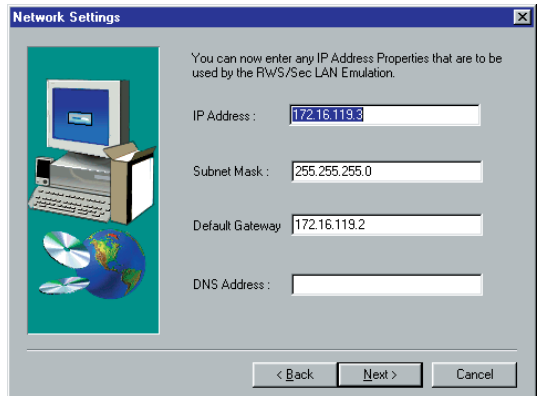 Network Settings
You can now enter any IP Address Properties that are to be
used by the RWS/Sec LAN Emulation.
IP Address : 172.16.119.3
Subnet Mask : 255.255.255.0
Default Gateway 172.16.119.2
DNS Address :
< Back Next > Cancel